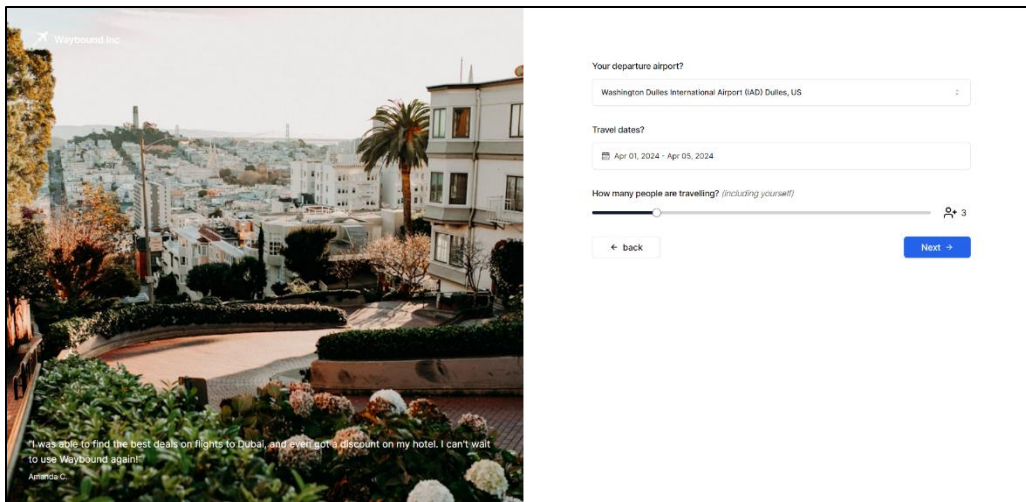 Waybound Inc
Your departure airport?
Washington Dulles International Airport (IAD) Dulles, US
Travel dates?
Apr 01, 2024 - Apr 05, 2024
How many people are travelling? (including yourself)
3
← back
Next →
"I was able to find the best deals on flights to Dubai, and even got a discount on my hotel. I can't wait
to use Waybound again!"
Amanda C.